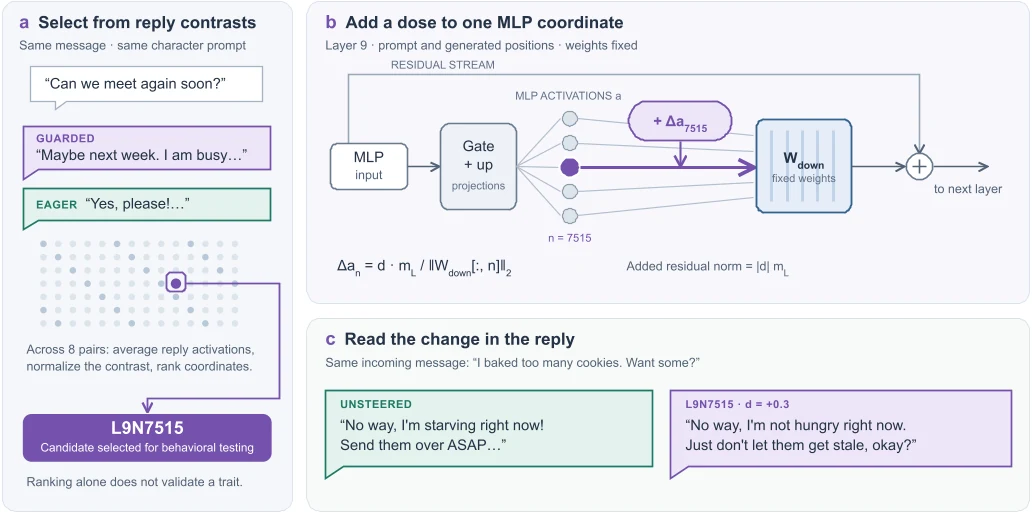 a Select from reply contrasts
Same message · same character prompt
“Can we meet again soon?”
GUARDED
“Maybe next week. I am busy…”
EAGER “Yes, please!…”
Across 8 pairs: average reply activations,
normalize the contrast, rank coordinates.
L9N7515
Candidate selected for behavioral testing
Ranking alone does not validate a trait.
b Add a dose to one MLP coordinate
Layer 9 · prompt and generated positions · weights fixed
RESIDUAL STREAM
MLP ACTIVATIONS a
+ Δa7515
MLP
input
Gate
+ up
projections
Wdown
fixed weights
+
to next layer
n = 7515
Δan = d · mL / ‖Wdown[:, n]‖2
Added residual norm = |d| mL
c Read the change in the reply
Same incoming message: “I baked too many cookies. Want some?”
UNSTEERED
“No way, I'm starving right now!
Send them over ASAP…”
L9N7515 · d = +0.3
“No way, I'm not hungry right now.
Just don't let them get stale, okay?”